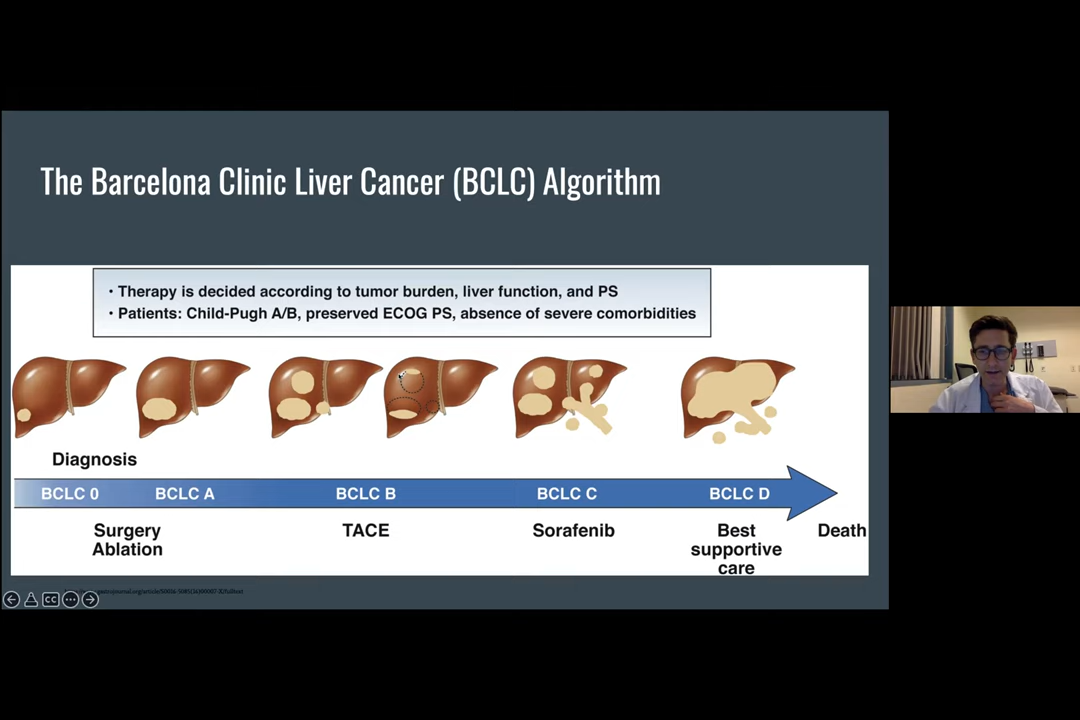 The Barcelona Clinic Liver Cancer (BCLC) Algorithm
• Therapy is decided according to tumor burden, liver function, and PS
• Patients: Child-Pugh A/B, preserved ECOG PS, absence of severe comorbidities
Diagnosis
BCLC 0 BCLC A BCLC B BCLC C BCLC D
Surgery
Ablation
TACE
Sorafenib
Best
supportive
care
Death
CC